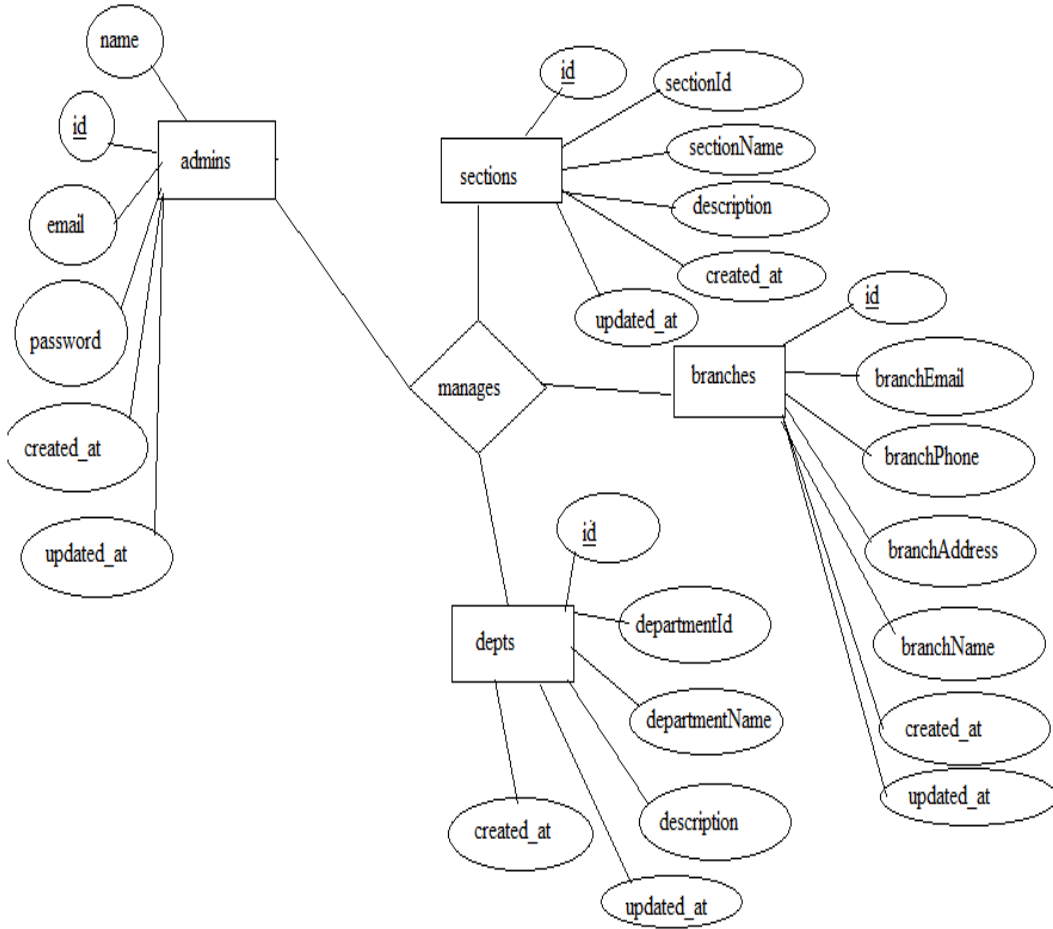 name
id
admins
email
password
created_at
updated_at
id
sectionId
sectionName
sections
description
created_at
updated_at
manages
id
branches
branchEmail
branchPhone
branchAddress
branchName
created_at
updated_at
id
departmentId
depts
departmentName
description
created_at
updated_at